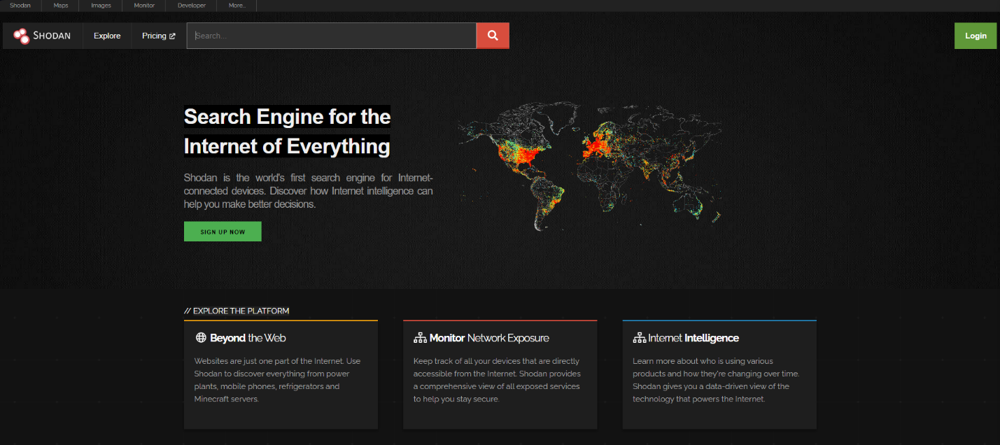 Shodan Maps Images Monitor Developer More...
SHODAN Explore Pricing Search... Login
Search Engine for the
Internet of Everything
Shodan is the world's first search engine for Internet-
connected devices. Discover how Internet intelligence can
help you make better decisions.
SIGN UP NOW
// EXPLORE THE PLATFORM
Beyond the Web
Websites are just one part of the Internet. Use
Shodan to discover everything from power
plants, mobile phones, refrigerators and
Minecraft servers.
Monitor Network Exposure
Keep track of all your devices that are directly
accessible from the Internet. Shodan provides
a comprehensive view of all exposed services
to help you stay secure.
Internet Intelligence
Learn more about who is using various
products and how they're changing over time.
Shodan gives you a data-driven view of the
technology that powers the Internet.